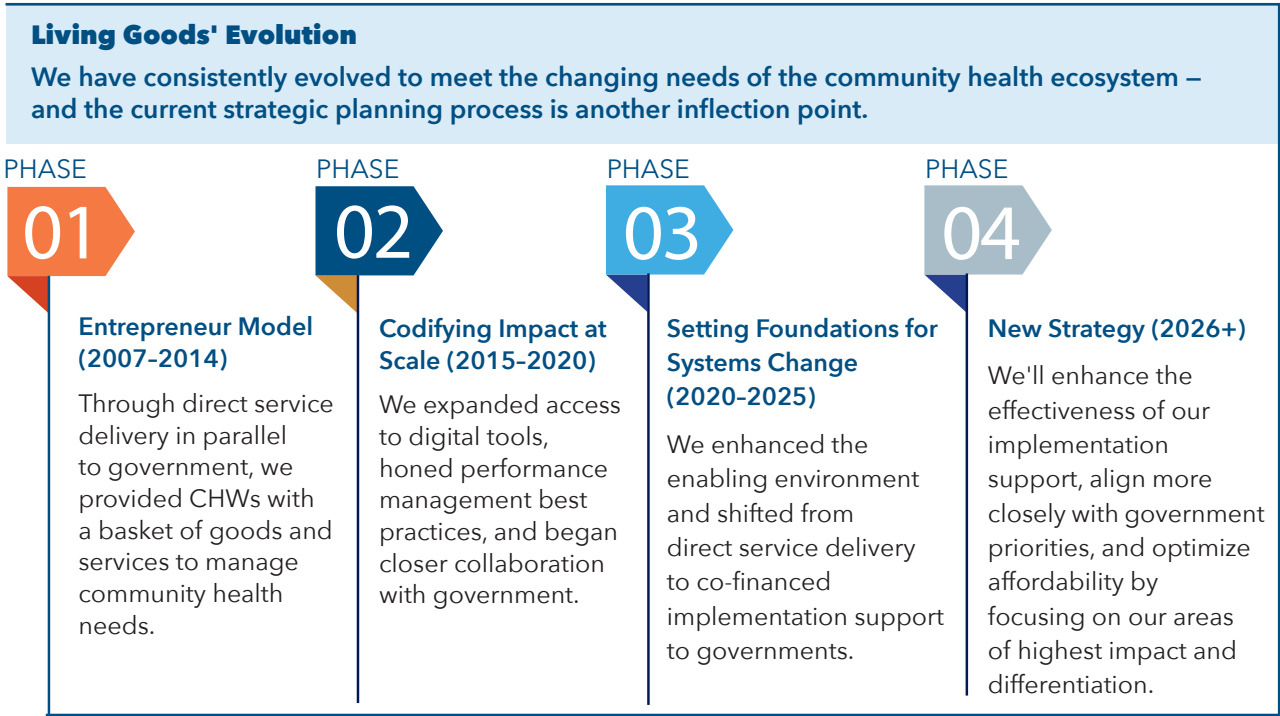 Living Goods' Evolution
We have consistently evolved to meet the changing needs of the community health ecosystem —
and the current strategic planning process is another inflection point.
PHASE
01
Entrepreneur Model
(2007–2014)
Through direct service
delivery in parallel
to government, we
provided CHWs with
a basket of goods and
services to manage
community health
needs.
PHASE
02
Codifying Impact at
Scale (2015–2020)
We expanded access
to digital tools,
honed performance
management best
practices, and began
closer collaboration
with government.
PHASE
03
Setting Foundations for
Systems Change
(2020–2025)
We enhanced the
enabling environment
and shifted from
direct service delivery
to co-financed
implementation support
to governments.
PHASE
04
New Strategy (2026+)
We'll enhance the
effectiveness of our
implementation
support, align more
closely with government
priorities, and optimize
affordability by
focusing on our areas
of highest impact and
differentiation.